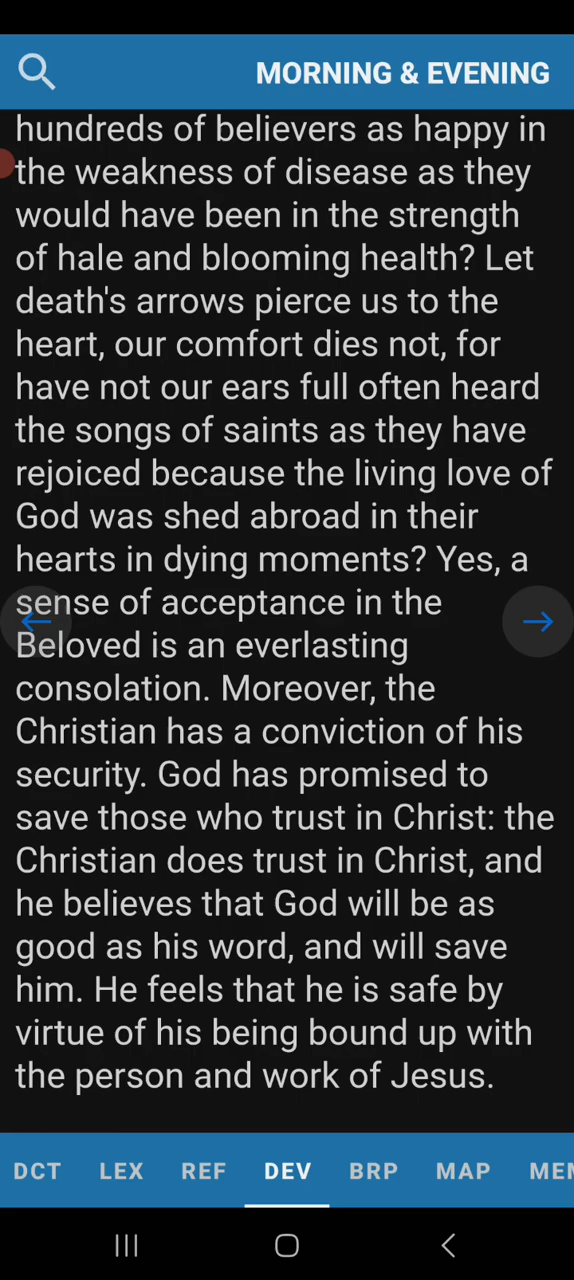 MORNING & EVENING
hundreds of believers as happy in
the weakness of disease as they
would have been in the strength
of hale and blooming health? Let
death's arrows pierce us to the
heart, our comfort dies not, for
have not our ears full often heard
the songs of saints as they have
rejoiced because the living love of
God was shed abroad in their
hearts in dying moments? Yes, a
sense of acceptance in the
Beloved is an everlasting
consolation. Moreover, the
Christian has a conviction of his
security. God has promised to
save those who trust in Christ: the
Christian does trust in Christ, and
he believes that God will be as
good as his word, and will save
him. He feels that he is safe by
virtue of his being bound up with
the person and work of Jesus.
DCT LEX REF DEV BRP MAP MEM